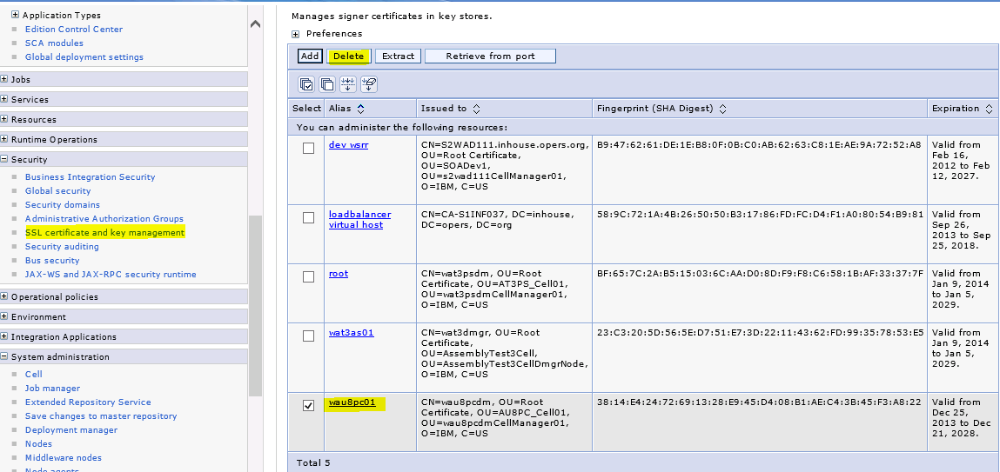 Application Types
Edition Control Center
SCA modules
Global deployment settings
Jobs
Services
Resources
Runtime Operations
Security
Business Integration Security
Global security
Security domains
Administrative Authorization Groups
SSL certificate and key management
Security auditing
Bus security
JAX-WS and JAX-RPC security runtime
Operational policies
Environment
Integration Applications
System administration
Cell
Job manager
Extended Repository Service
Save changes to master repository
Deployment manager
Nodes
Middleware nodes
Node agents
Manages signer certificates in key stores.
Preferences
Add Delete Extract Retrieve from port
Select Alias Issued to Fingerprint (SHA Digest) Expiration
You can administer the following resources:
dev wsrr
CN=S2WAD111.inhouse.opers.org,
OU=Root Certificate,
OU=SOADev1,
OU=s2wad111CellManager01,
O=IBM, C=US
B9:47:62:61:DE:1E:B8:0F:0B:C0:AB:62:63:C8:1E:AE:9A:72:52:A8
Valid from
Feb 16,
2012 to Feb
12, 2027.
loadbalancer
virtual host
CN=CA-S1INF037, DC=inhouse,
DC=opers, DC=org
58:9C:72:1A:4B:26:50:50:B3:17:86:FD:FC:D4:F1:A0:80:54:B9:81
Valid from
Sep 26,
2013 to Sep
25, 2018.
root
CN=wat3psdm, OU=Root
Certificate, OU=AT3PS_Cell01,
OU=wat3psdmCellManager01,
O=IBM, C=US
BF:65:7C:2A:B5:15:03:6C:AA:D0:8D:F9:F8:C6:58:1B:AF:33:37:7F
Valid from
Jan 9, 2014
to Jan 5,
2029.
wat3as01
CN=wat3dmgr, OU=Root
Certificate,
OU=AssemblyTest3Cell,
OU=AssemblyTest3CellDmgrNode,
O=IBM, C=US
23:C3:20:5D:56:5E:D7:51:E7:3D:22:11:43:62:FD:99:35:78:53:E5
Valid from
Jan 9, 2014
to Jan 5,
2029.
wau8pc01
CN=wau8pcdm, OU=Root
Certificate, OU=AU8PC_Cell01,
OU=wau8pcdmCellManager01,
O=IBM, C=US
38:14:E4:24:72:69:13:28:E9:45:D4:08:B1:AE:C4:3B:45:F3:A8:22
Valid from
Dec 25,
2013 to Dec
21, 2028.
Total 5